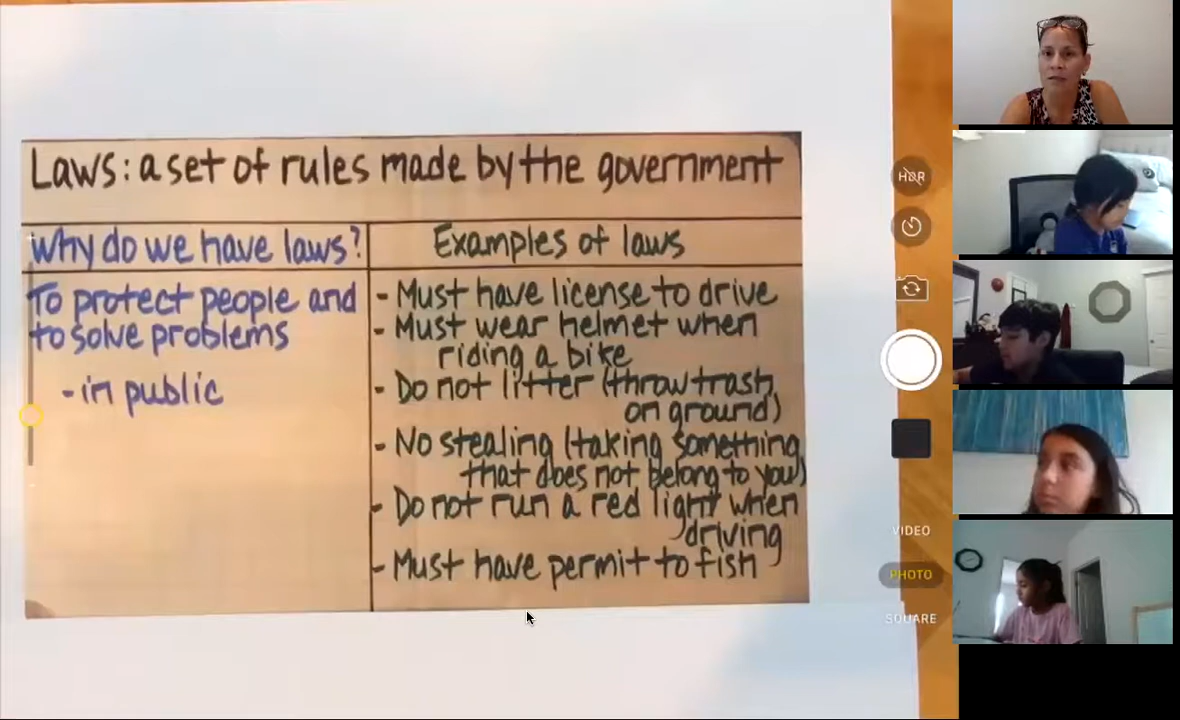 Laws: a set of rules made by the government
Why do we have laws?
To protect people and
to solve problems
- in public
Examples of laws
- Must have license to drive
- Must wear helmet when
riding a bike
- Do not litter (throw trash
on ground)
- No stealing (taking something
that does not belong to you)
- Do not run a red light when
driving
- Must have permit to fish
HDR
VIDEO
PHOTO
SQUARE